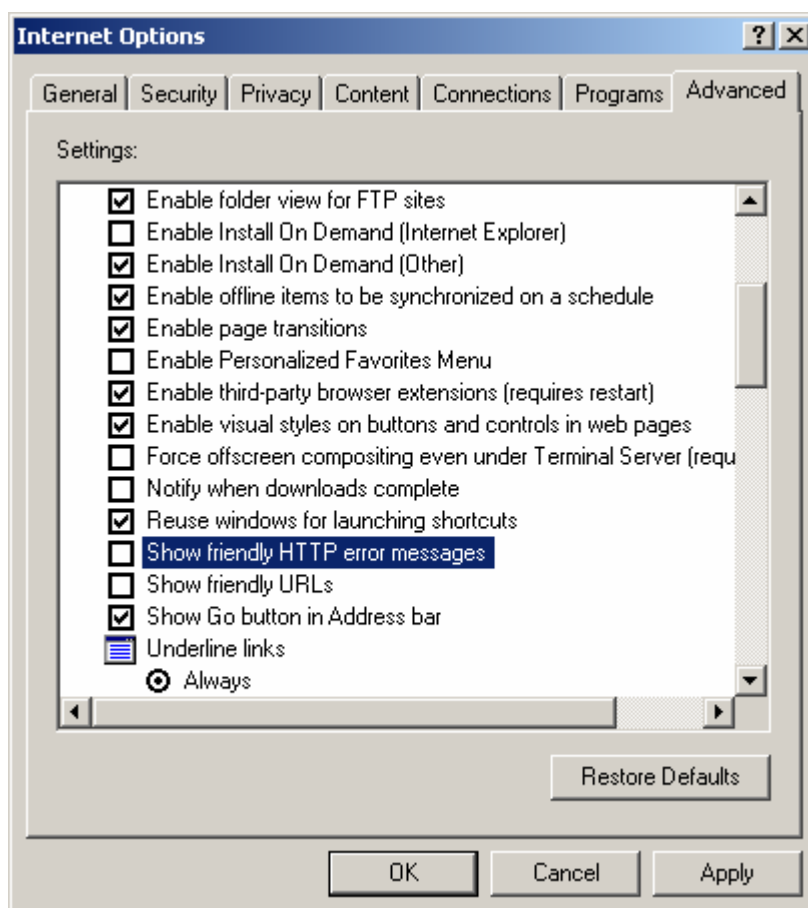 Internet Options
General Security Privacy Content Connections Programs Advanced
Settings:
Enable folder view for FTP sites
Enable Install On Demand (Internet Explorer)
Enable Install On Demand (Other)
Enable offline items to be synchronized on a schedule
Enable page transitions
Enable Personalized Favorites Menu
Enable third-party browser extensions (requires restart)
Enable visual styles on buttons and controls in web pages
Force offscreen compositing even under Terminal Server (requ
Notify when downloads complete
Reuse windows for launching shortcuts
Show friendly HTTP error messages
Show friendly URLs
Show Go button in Address bar
Underline links
Always
Restore Defaults
OK Cancel Apply